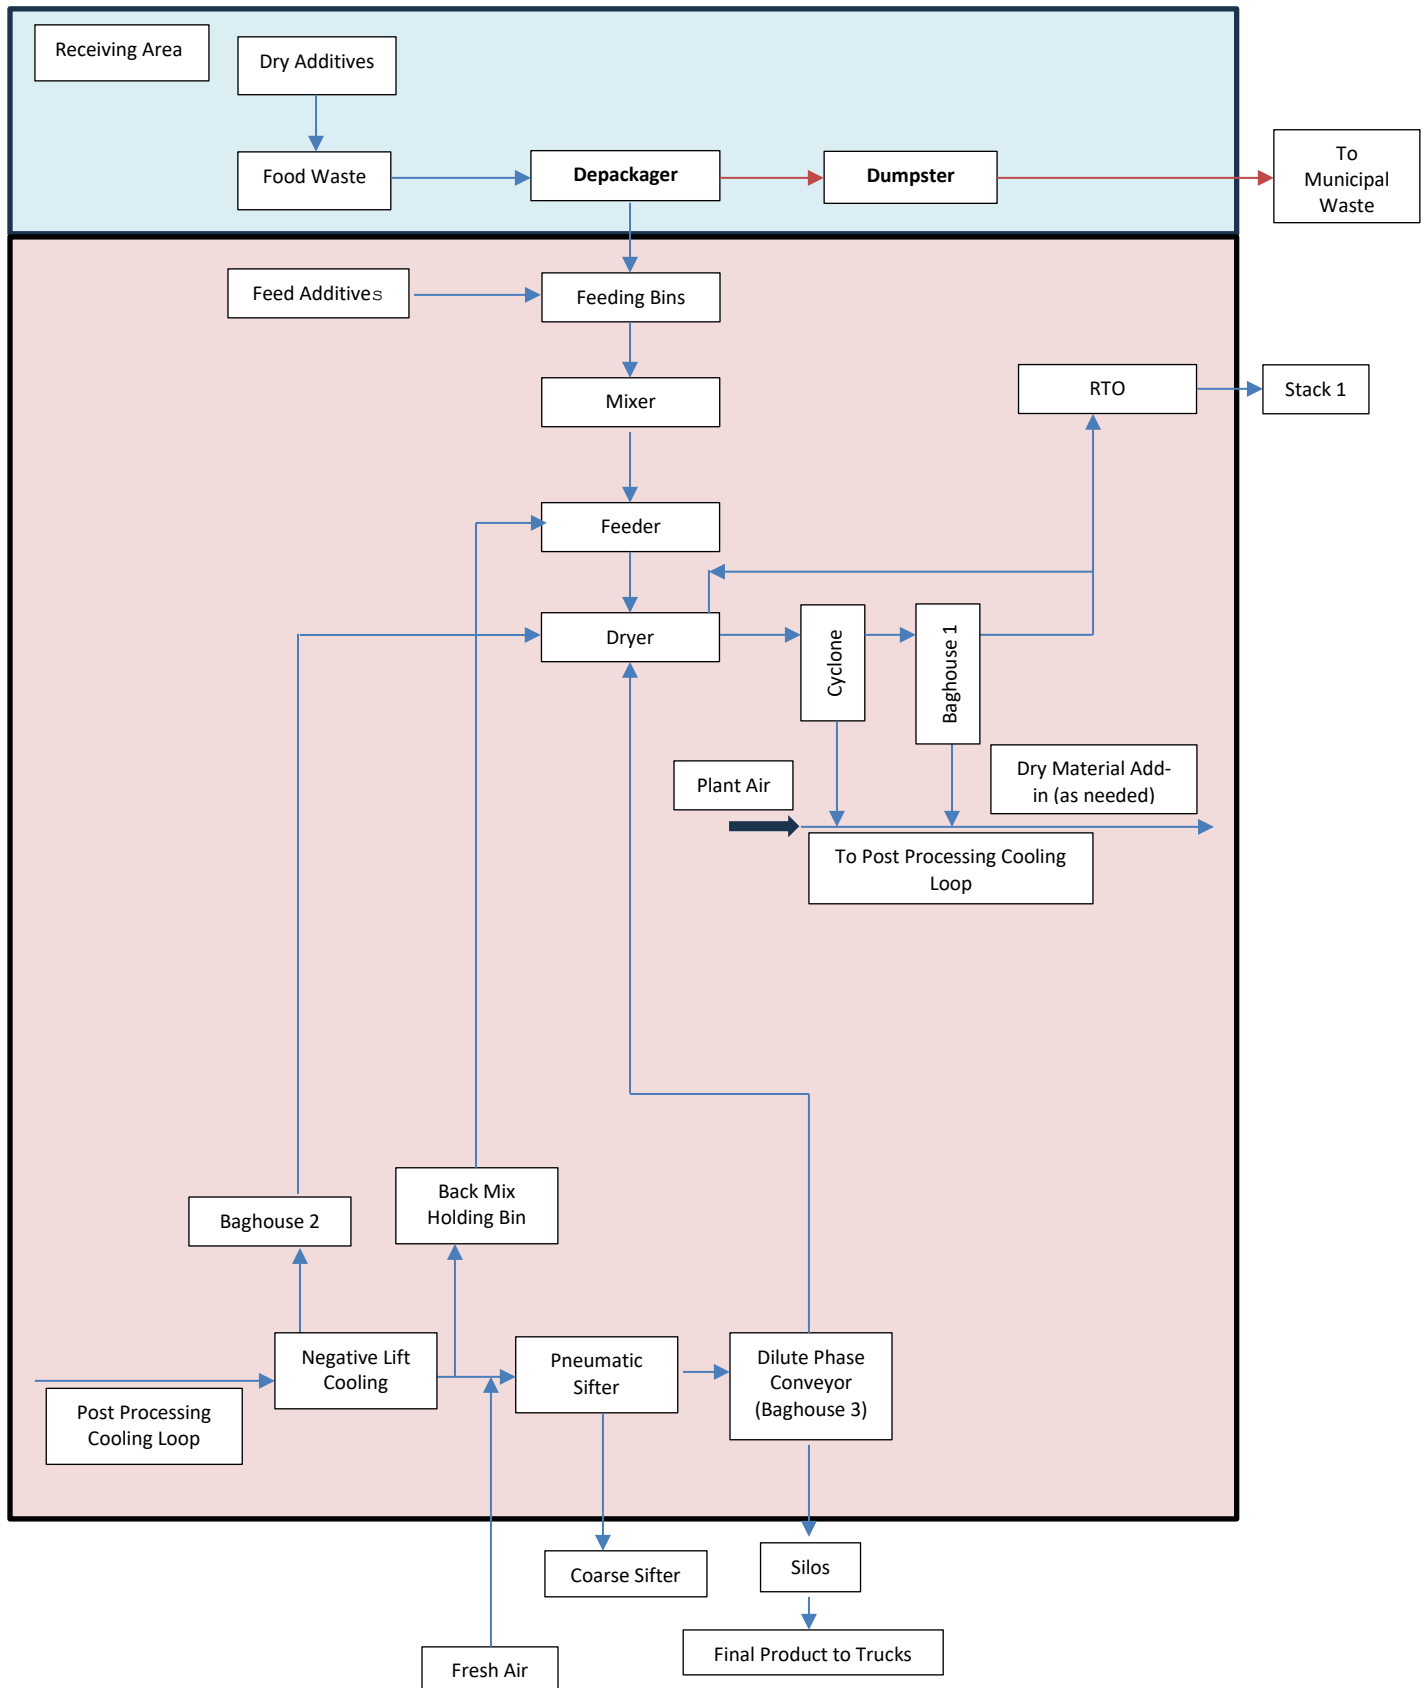 Receiving Area
Dry Additives
Food Waste
Depackager
Dumpster
To
Municipal
Waste
Feed Additives
Feeding Bins
Mixer
RTO
Stack 1
Feeder
Dryer
Cyclone
Baghouse 1
Plant Air
Dry Material Add-
in (as needed)
To Post Processing Cooling
Loop
Back Mix
Holding Bin
Baghouse 2
Negative Lift
Cooling
Pneumatic
Sifter
Dilute Phase
Conveyor
(Baghouse 3)
Post Processing
Cooling Loop
Coarse Sifter
Silos
Final Product to Trucks
Fresh Air